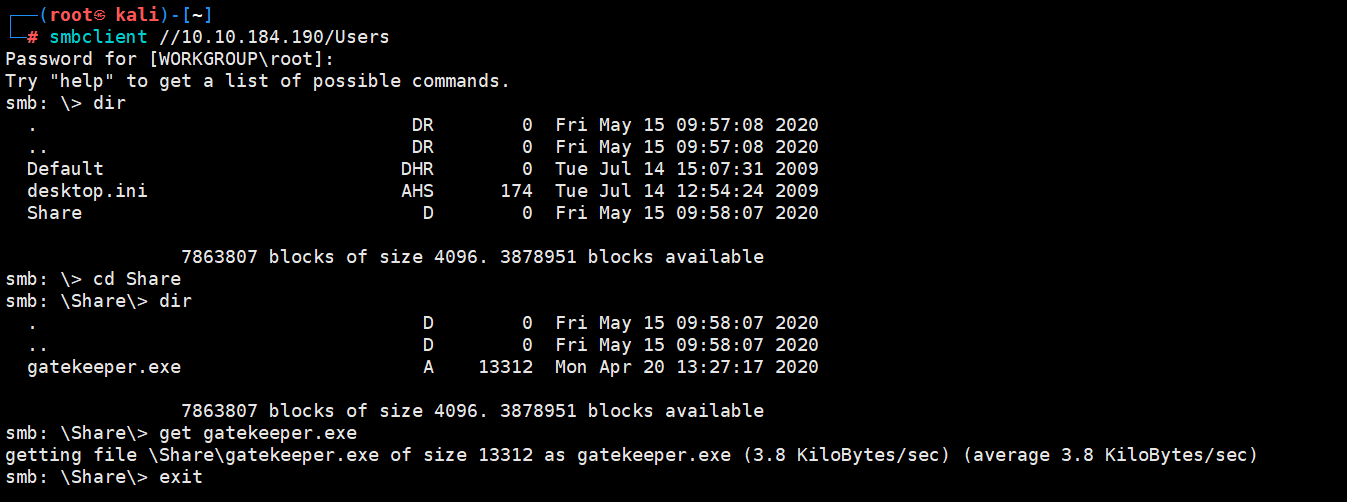 ┌──(root㉿ kali)-[~]
└─# smbclient //10.10.184.190/Users
Password for [WORKGROUP\root]:
Try "help" to get a list of possible commands.
smb: \> dir
  .                                  DR        0  Fri May 15 09:57:08 2020
  ..                                 DR        0  Fri May 15 09:57:08 2020
  Default                           DHR        0  Tue Jul 14 15:07:31 2009
  desktop.ini                       AHS      174  Tue Jul 14 12:54:24 2009
  Share                               D        0  Fri May 15 09:58:07 2020
                7863807 blocks of size 4096. 3878951 blocks available
smb: \> cd Share
smb: \Share\> dir
  .                                   D        0  Fri May 15 09:58:07 2020
  ..                                  D        0  Fri May 15 09:58:07 2020
  gatekeeper.exe                      A    13312  Mon Apr 20 13:27:17 2020
                7863807 blocks of size 4096. 3878951 blocks available
smb: \Share\> get gatekeeper.exe
getting file \Share\gatekeeper.exe of size 13312 as gatekeeper.exe (3.8 KiloBytes/sec) (average 3.8 KiloBytes/sec)
smb: \Share\> exit